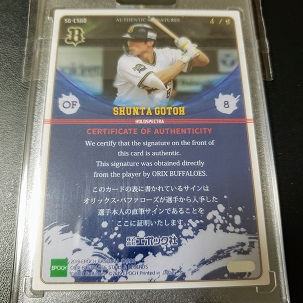 AUTHENTIC SIGNATURES
B
OF
8
SHUNTA GOTOH
HOLOSPECTRA
CERTIFICATE OF AUTHENTICITY
We certify that the signature on the front
of this card is authentic.
This signature was obtained directly
from the player by ORIX BUFFALOES.
このカードの表に書かれているサインは
オリックス・バファローズが選手から入手した
選手本人の直筆サインであることを
ここに証明いたします。
EPOCH